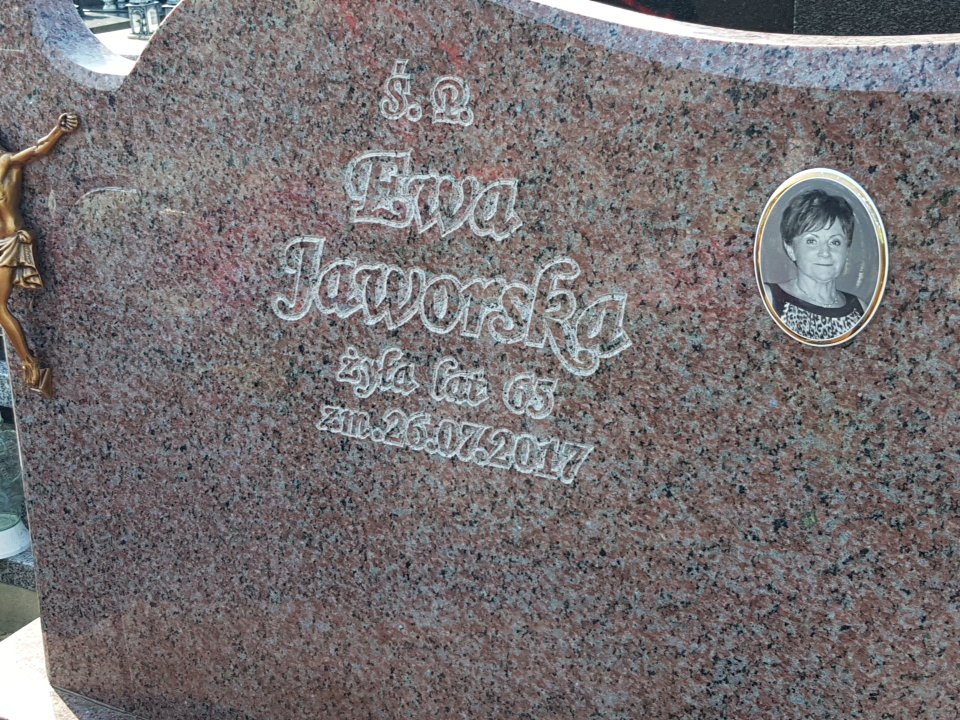 Ś. P.
Ewa
Jaworska
żyła lat 65
zm.26.07.2017